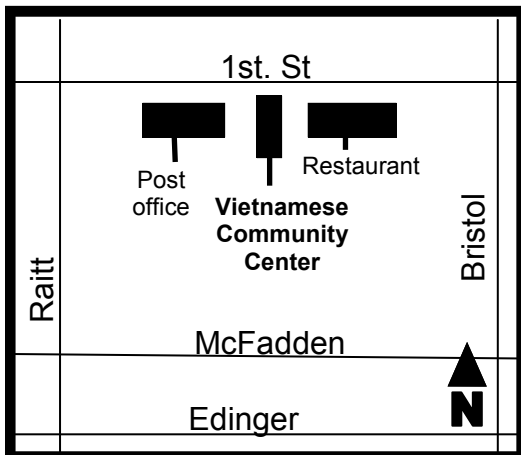 1st. St
Restaurant
Post
office
Vietnamese
Community
Center
Raitt
Bristol
McFadden
N
Edinger